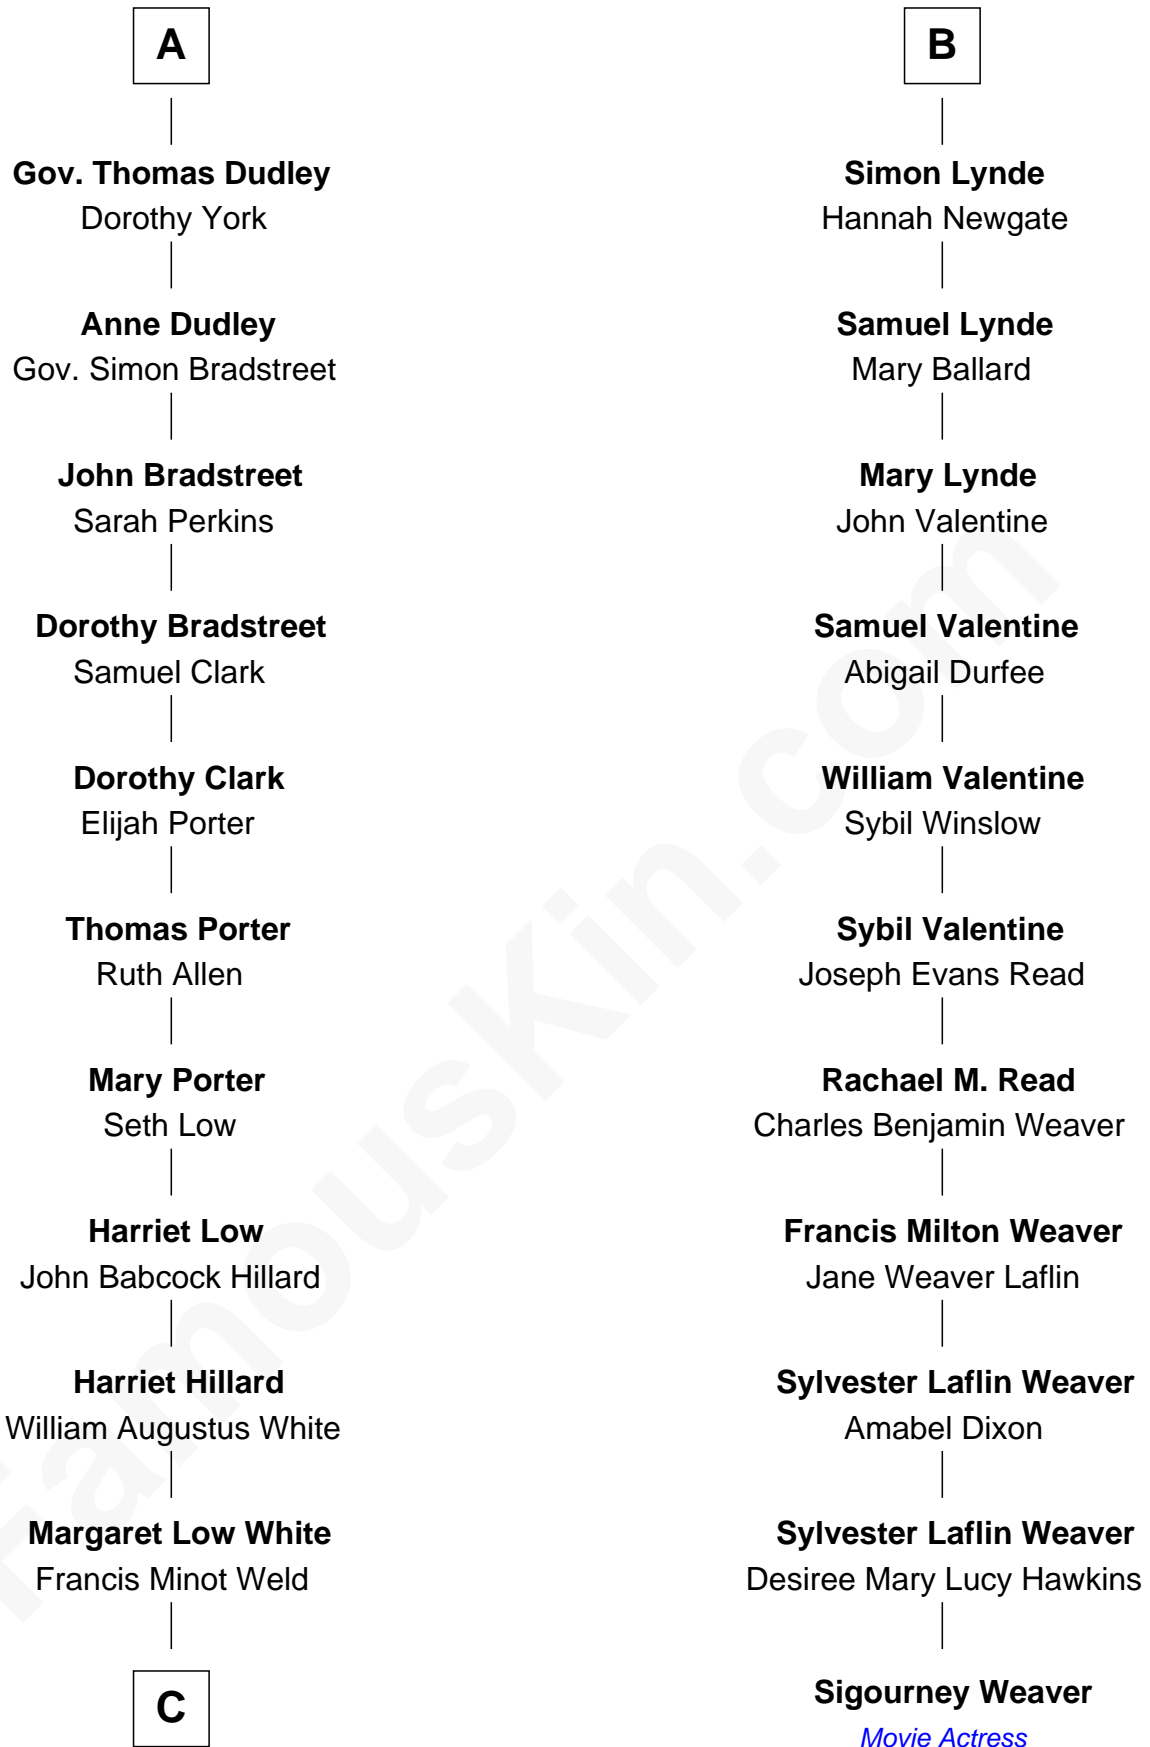 A
Gov. Thomas Dudley
Dorothy York
Anne Dudley
Gov. Simon Bradstreet
John Bradstreet
Sarah Perkins
Dorothy Bradstreet
Samuel Clark
Dorothy Clark
Elijah Porter
Thomas Porter
Ruth Allen
Mary Porter
Seth Low
Harriet Low
John Babcock Hillard
Harriet Hillard
William Augustus White
Margaret Low White
Francis Minot Weld
C
B
Simon Lynde
Hannah Newgate
Samuel Lynde
Mary Ballard
Mary Lynde
John Valentine
Samuel Valentine
Abigail Durfee
William Valentine
Sybil Winslow
Sybil Valentine
Joseph Evans Read
Rachael M. Read
Charles Benjamin Weaver
Francis Milton Weaver
Jane Weaver Laflin
Sylvester Laflin Weaver
Amabel Dixon
Sylvester Laflin Weaver
Desiree Mary Lucy Hawkins
Sigourney Weaver
Movie Actress
FamousKin.com